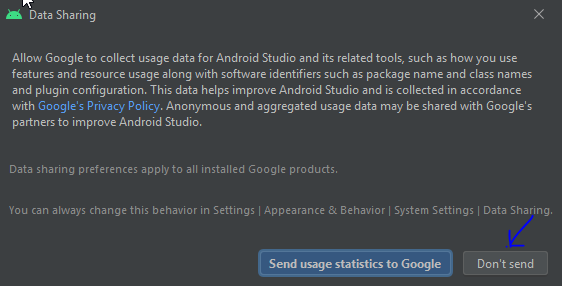 Data Sharing
Allow Google to collect usage data for Android Studio and its related tools, such as how you use
features and resource usage along with software identifiers such as package name and class names
and plugin configuration. This data helps improve Android Studio and is collected in accordance
with Google's Privacy Policy. Anonymous and aggregated usage data may be shared with Google's
partners to improve Android Studio.
Data sharing preferences apply to all installed Google products.
You can always change this behavior in Settings | Appearance & Behavior | System Settings | Data Sharing.
Send usage statistics to Google
Don't send